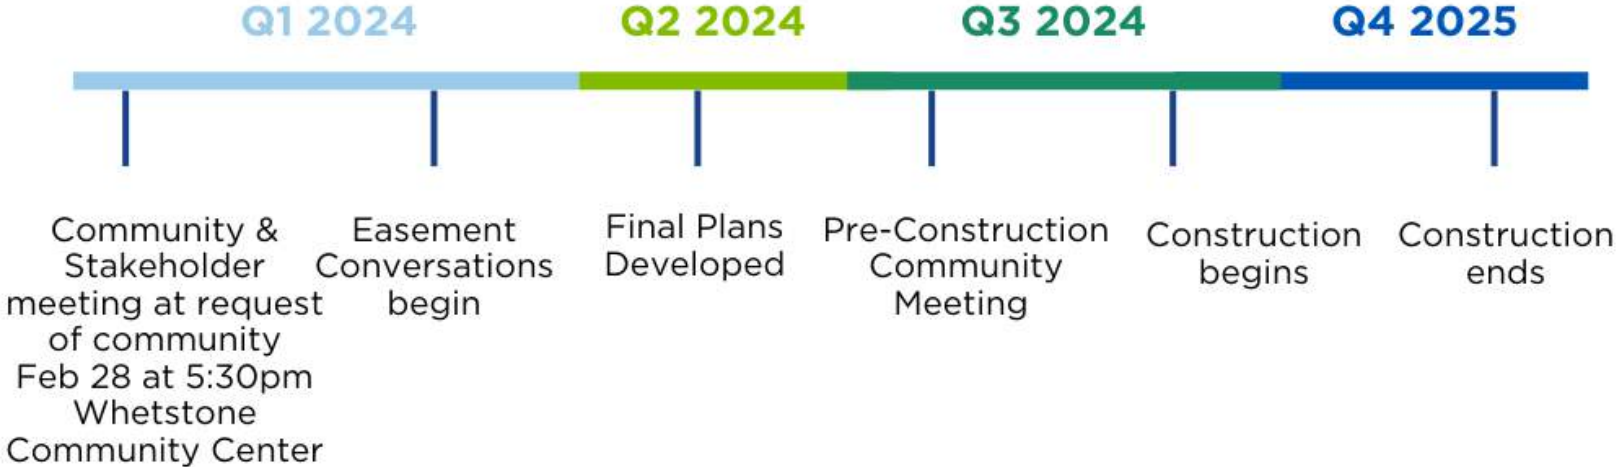 Q1 2024
Q2 2024
Q3 2024
Q4 2025
Community &
Stakeholder
meeting at request
of community
Feb 28 at 5:30pm
Whetstone
Community Center
Easement
Conversations
begin
Final Plans
Developed
Pre-Construction
Community
Meeting
Construction
begins
Construction
ends